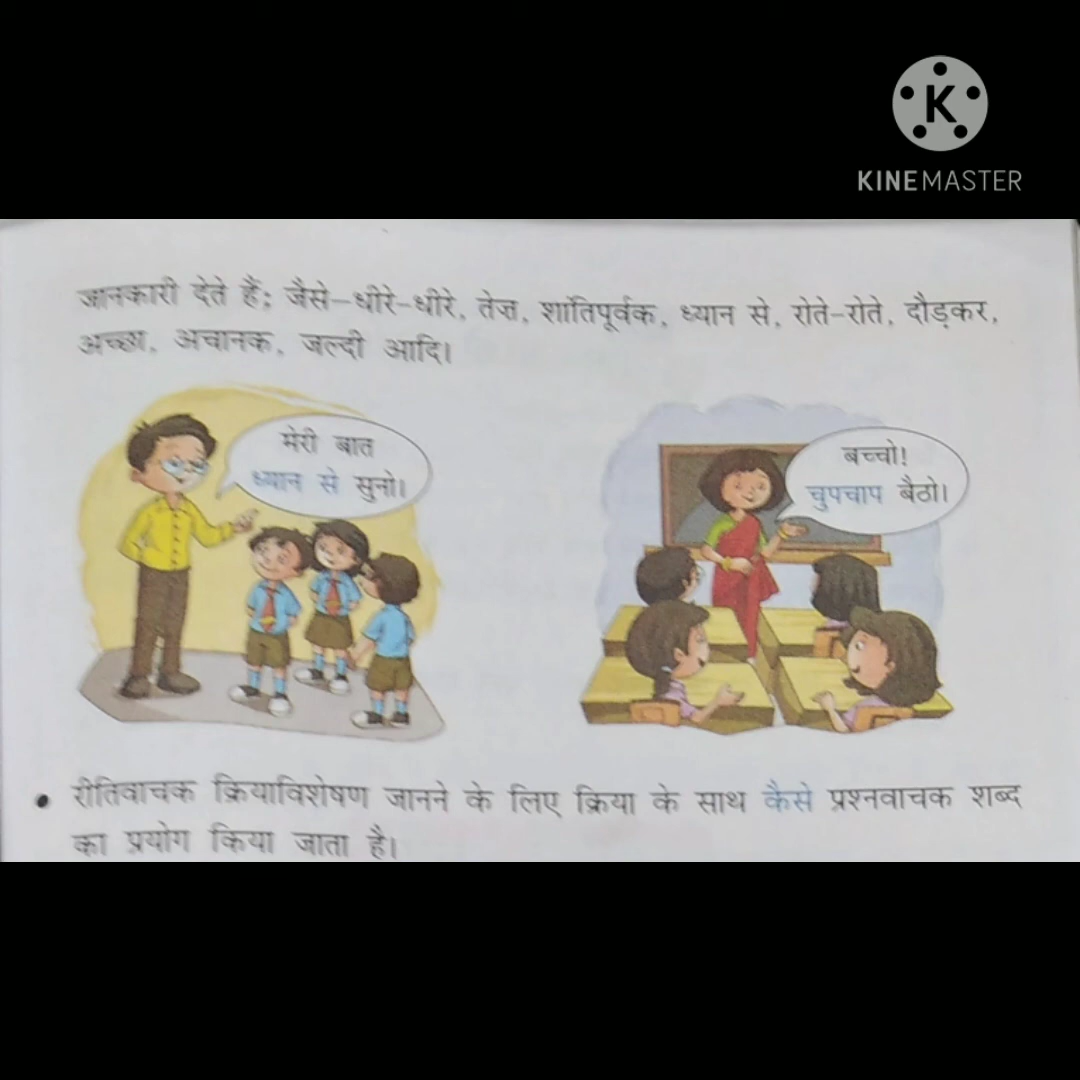 KINEMASTER
जानकारी देते हैं; जैसे—धीरे-धीरे, तेज़, शांतिपूर्वक, ध्यान से, रोते-रोते, दौड़कर,
अच्छा, अचानक, जल्दी आदि।
मेरी बात
ध्यान से सुनो।
बच्चो!
चुपचाप बैठो।
• रीतिवाचक क्रियाविशेषण जानने के लिए क्रिया के साथ कैसे प्रश्नवाचक शब्द
का प्रयोग किया जाता है।